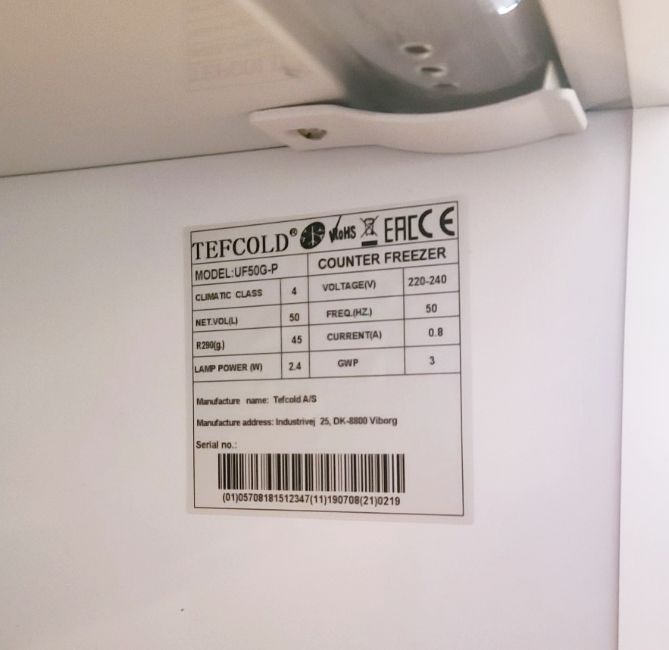 TEFCOLD® RoHS EAC CE
MODEL:UF50G-P COUNTER FREEZER
CLIMATIC CLASS 4 VOLTAGE(V) 220-240
NET.VOL(L) 50 FREQ.(HZ.) 50
R290(g.) 45 CURRENT(A) 0.8
LAMP POWER (W) 2.4 GWP 3
Manufacture name: Tefcold A/S
Manufacture address: Industrivej 25, DK-8800 Viborg
Serial no.:
(01)05708181512347(11)190708(21)0219